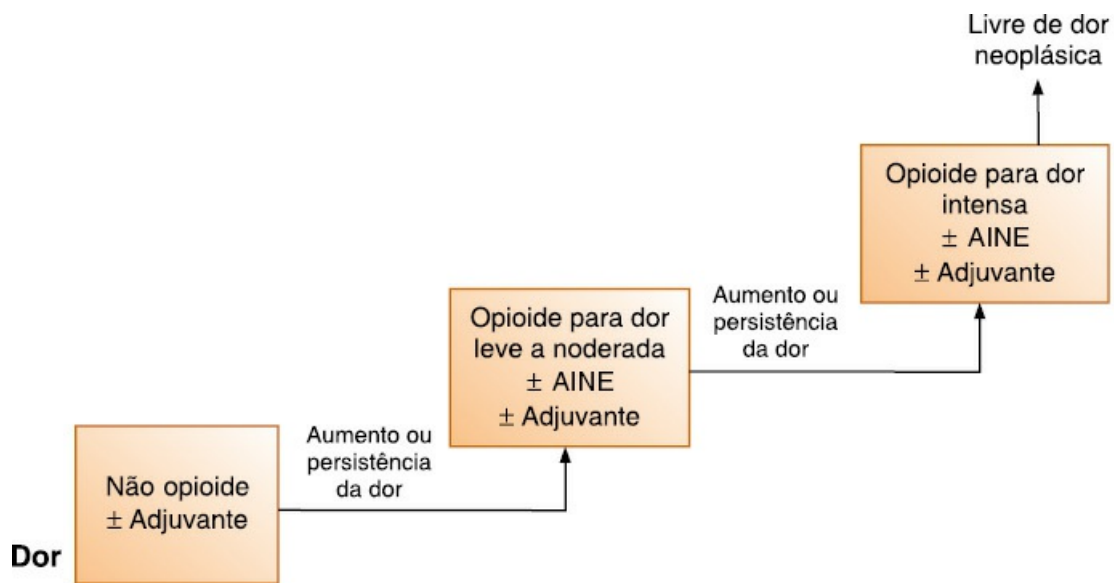 Livre de dor
neoplásica
Opioide para dor
intensa
± AINE
± Adjuvante
Aumento ou
persistência
da dor
Opioide para dor
leve a noderada
± AINE
± Adjuvante
Aumento ou
persistência
da dor
Não opioide
± Adjuvante
Dor